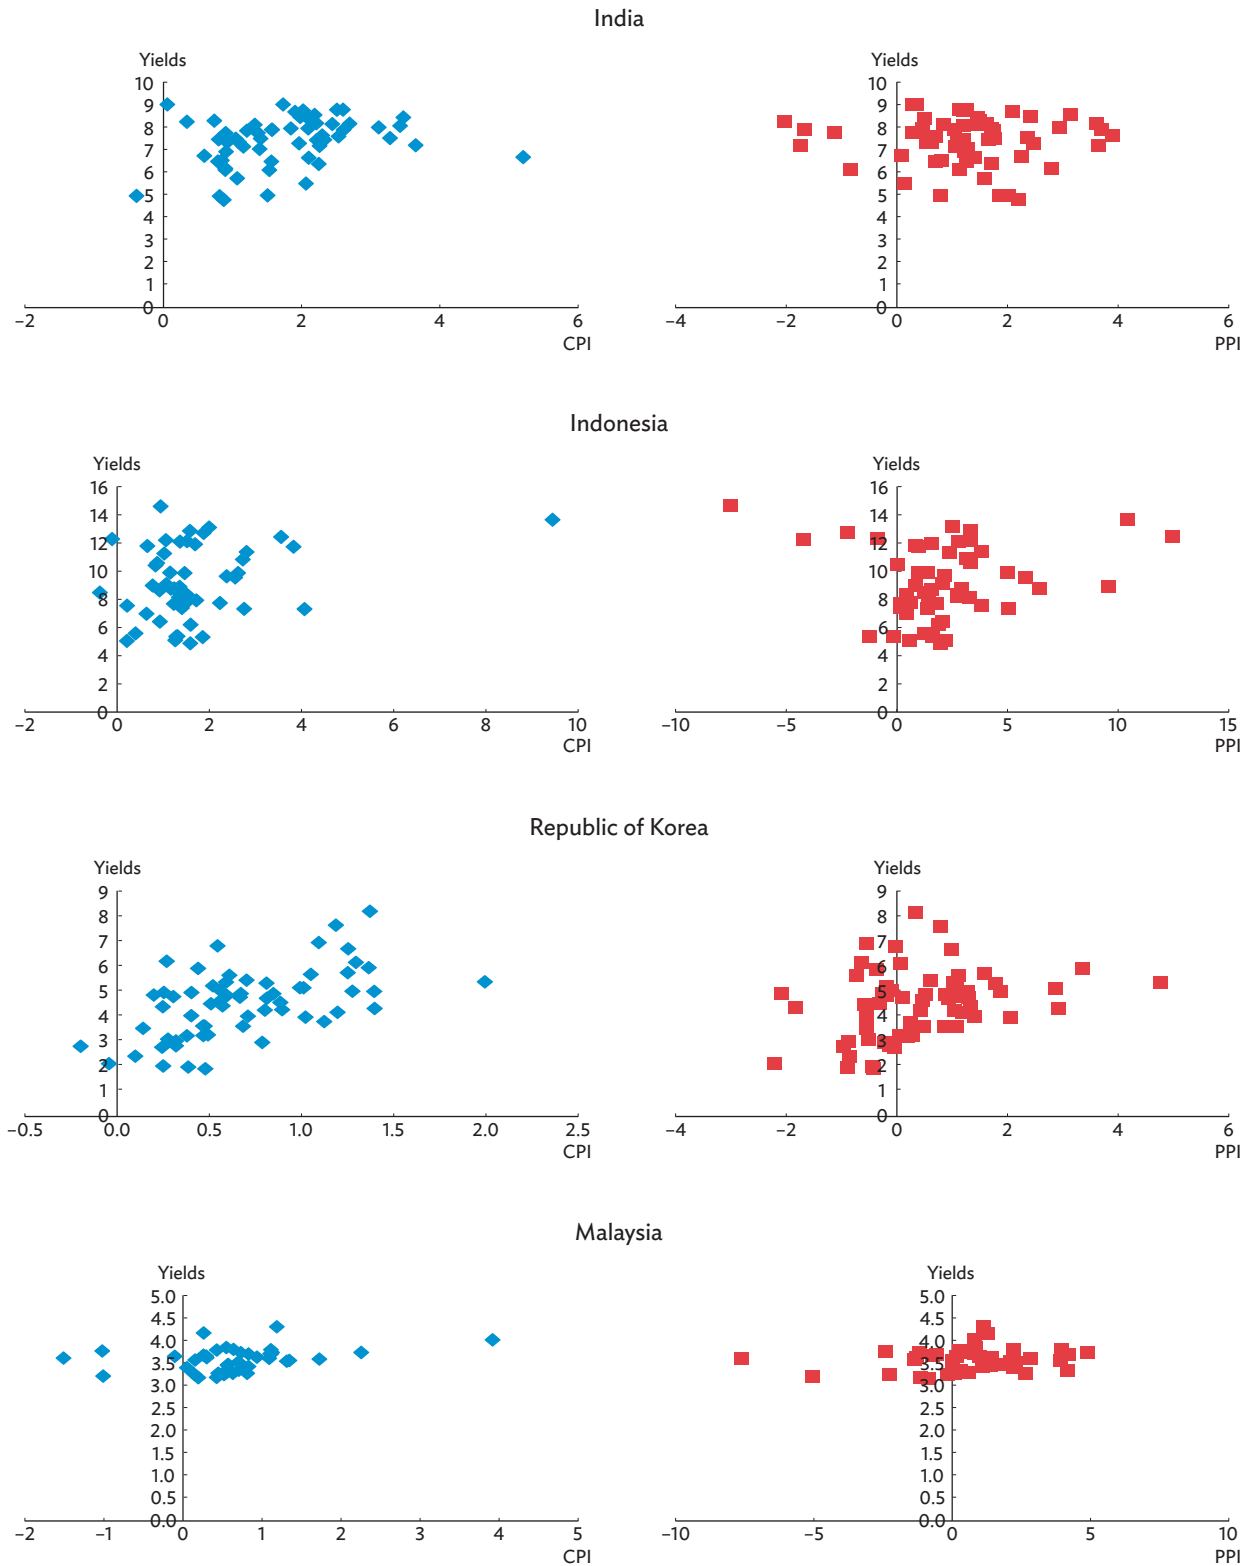 India
Yields
10
9
8
7
6
5
4
3
2
1
0
–2 0 2 4 6
CPI
Yields
10
9
8
7
6
5
4
3
2
1
0
–4 –2 0 2 4 6
PPI
Indonesia
Yields
16
14
12
10
8
6
4
2
0
–2 0 2 4 6 8 10
CPI
Yields
16
14
12
10
8
6
4
2
0
–10 –5 0 5 10 15
PPI
Republic of Korea
Yields
9
8
7
6
5
4
3
2
1
0
–0.5 0.0 0.5 1.0 1.5 2.0 2.5
CPI
Yields
9
8
7
6
5
4
3
2
1
0
–4 –2 0 2 4 6
PPI
Malaysia
Yields
5.0
4.5
4.0
3.5
3.0
2.5
2.0
1.5
1.0
0.5
0.0
–2 –1 0 1 2 3 4 5
CPI
Yields
5.0
4.5
4.0
3.5
3.0
2.5
2.0
1.5
1.0
0.5
0.0
–10 –5 0 5 10
PPI